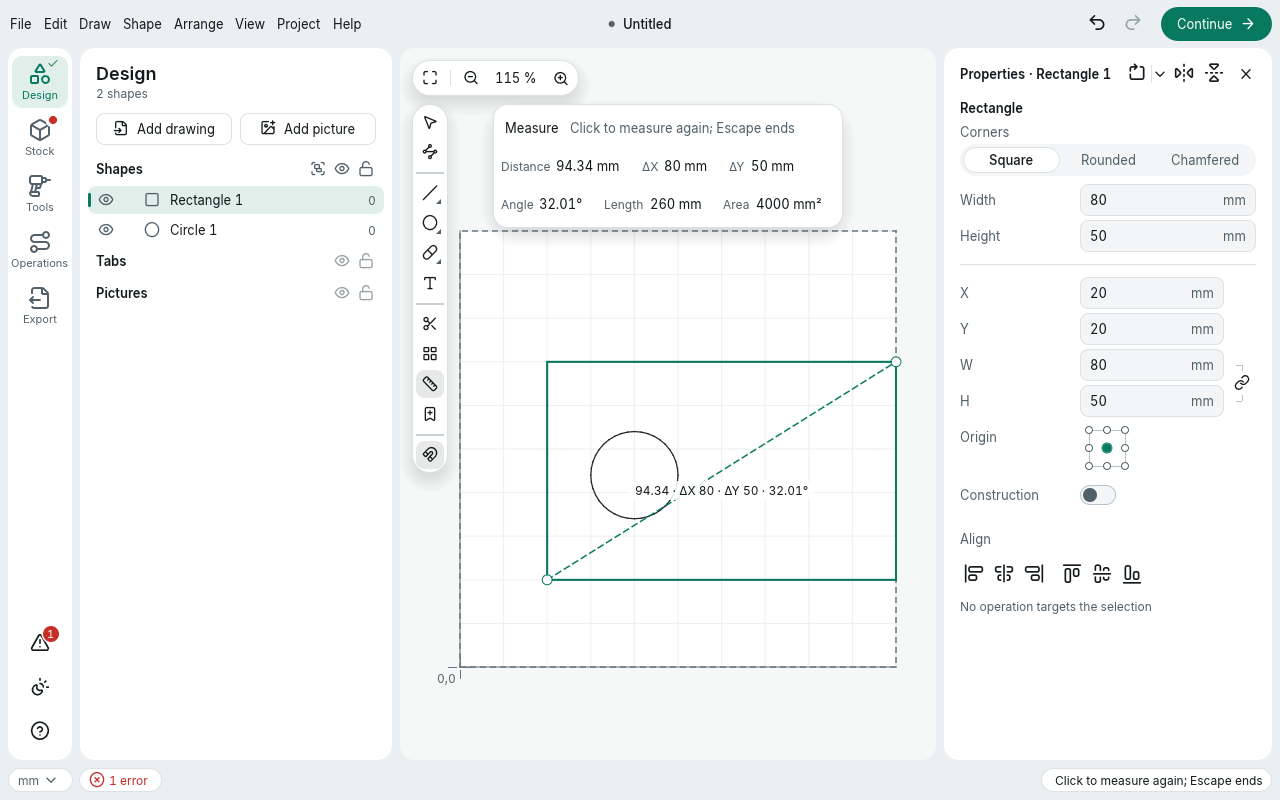 File Edit Draw Shape Arrange View Project Help
Untitled
Continue
Design
Stock
Tools
Operations
Export
1
Design
2 shapes
Add drawing
Add picture
Shapes
Rectangle 1 0
Circle 1 0
Tabs
Pictures
115 %
Measure Click to measure again; Escape ends
Distance 94.34 mm ΔX 80 mm ΔY 50 mm
Angle 32.01° Length 260 mm Area 4000 mm²
94.34 · ΔX 80 · ΔY 50 · 32.01°
0,0
Properties · Rectangle 1
Rectangle
Corners
Square Rounded Chamfered
Width 80 mm
Height 50 mm
X 20 mm
Y 20 mm
W 80 mm
H 50 mm
Origin
Construction
Align
No operation targets the selection
mm
1 error
Click to measure again; Escape ends